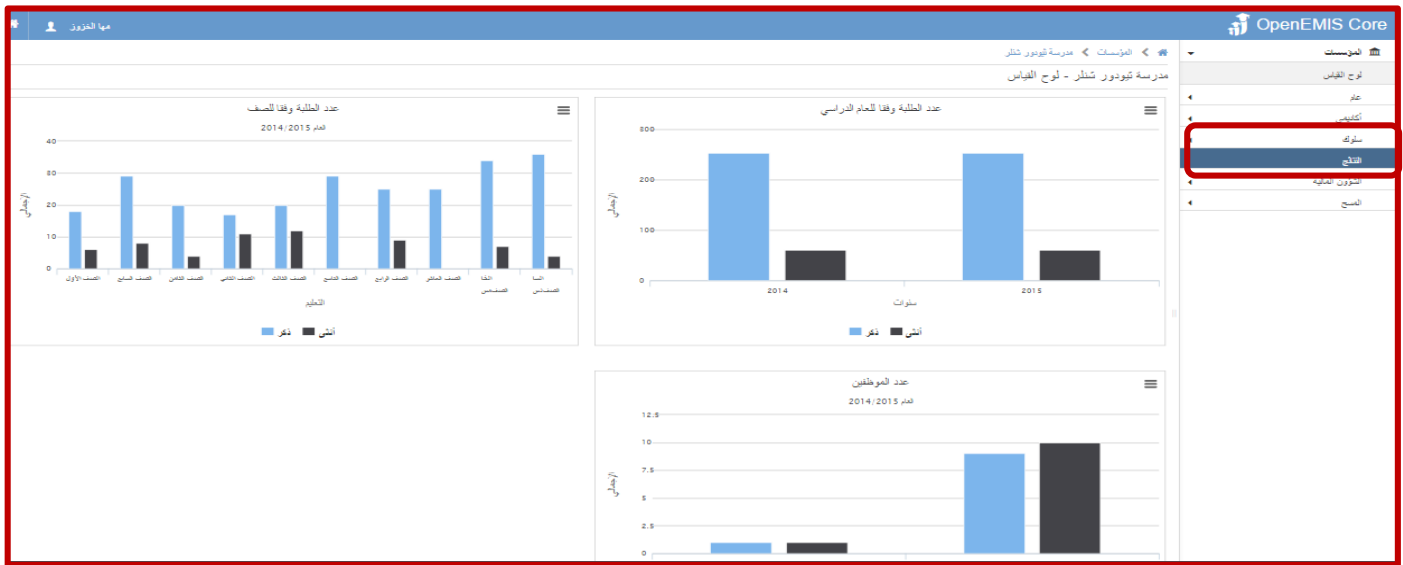 OpenEMIS Core
مها الخزوز
المؤسسات
لوح القياس
عام
أكاديمي
سلوك
النتائج
الشؤون المالية
المسح
المؤسسات
مدرسة تيودور شنلر
مدرسة تيودور شنلر - لوح القياس
عدد الطلبة وفقا للعام الدراسي
300
200
100
0
الإجمالي
2014
2015
سنوات
ذكر
أنثى
عدد الطلبة وفقا للصف
العام 2014/2015
40
30
20
10
0
الإجمالي
الصف الأول
الصف السابع
الصف الثامن
الصف الثاني
الصف الثالث
الصف التاسع
الصف الرابع
الصف العاشر
التعليم
ذكر
أنثى
عدد الموظفين
العام 2014/2015
12.5
10
7.5
5
2.5
0
الإجمالي